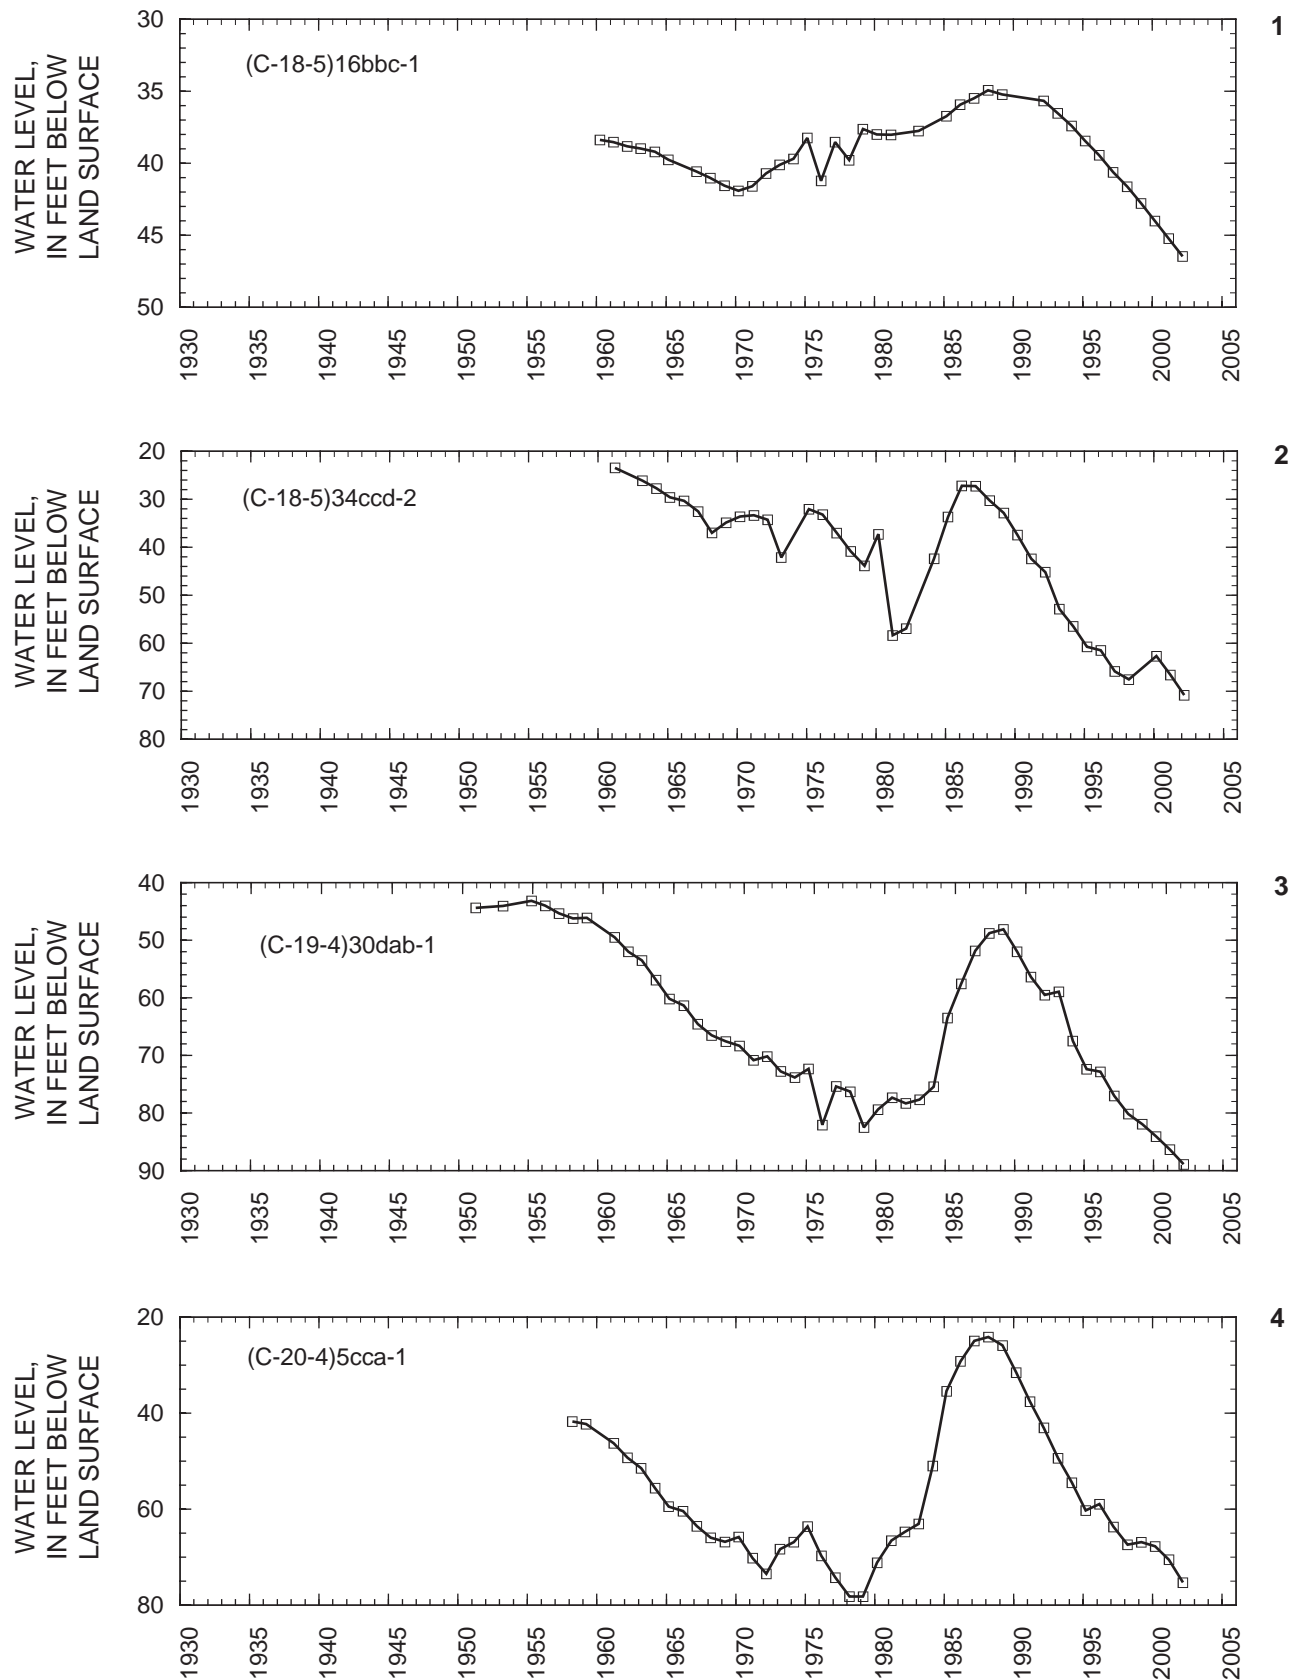 1
WATER LEVEL,
IN FEET BELOW
LAND SURFACE
30
35
40
45
50
(C-18-5)16bbc-1
1930 1935 1940 1945 1950 1955 1960 1965 1970 1975 1980 1985 1990 1995 2000 2005
2
WATER LEVEL,
IN FEET BELOW
LAND SURFACE
20
30
40
50
60
70
80
(C-18-5)34ccd-2
1930 1935 1940 1945 1950 1955 1960 1965 1970 1975 1980 1985 1990 1995 2000 2005
3
WATER LEVEL,
IN FEET BELOW
LAND SURFACE
40
50
60
70
80
90
(C-19-4)30dab-1
1930 1935 1940 1945 1950 1955 1960 1965 1970 1975 1980 1985 1990 1995 2000 2005
4
WATER LEVEL,
IN FEET BELOW
LAND SURFACE
20
40
60
80
(C-20-4)5cca-1
1930 1935 1940 1945 1950 1955 1960 1965 1970 1975 1980 1985 1990 1995 2000 2005